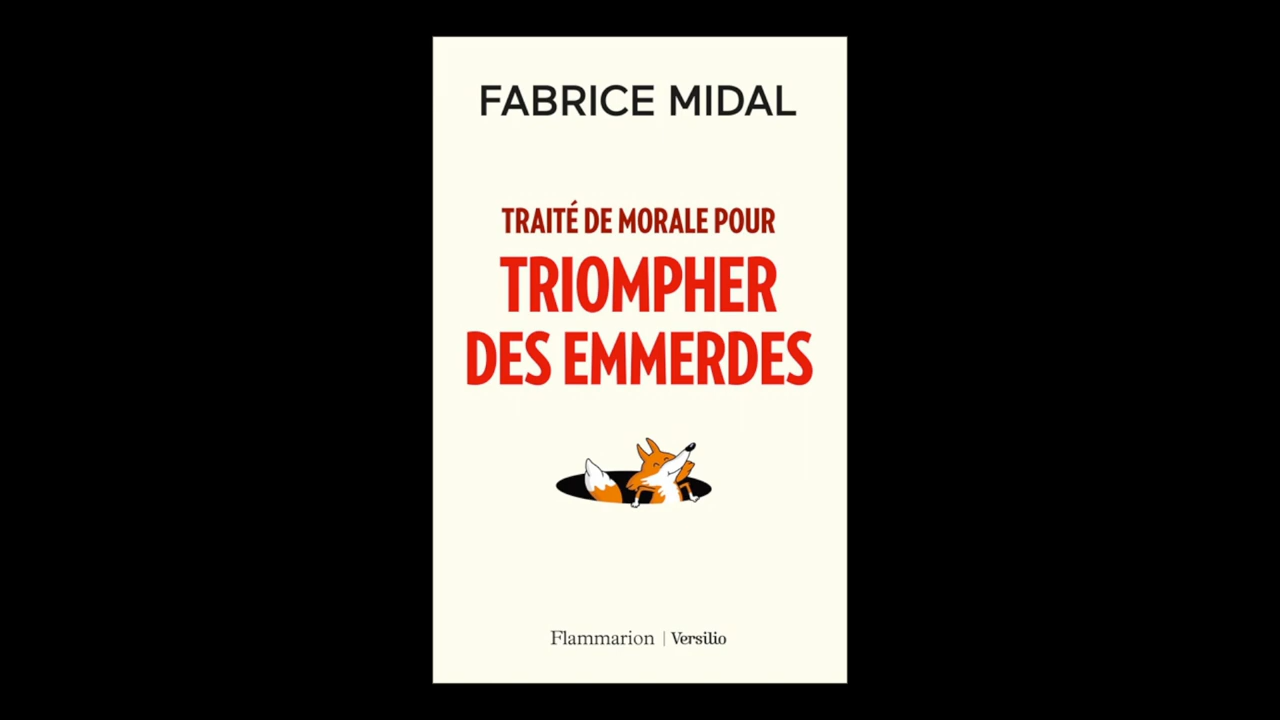 FABRICE MIDAL
TRAITÉ DE MORALE POUR
TRIOMPHER
DES EMMERDES
Flammarion | Versilio